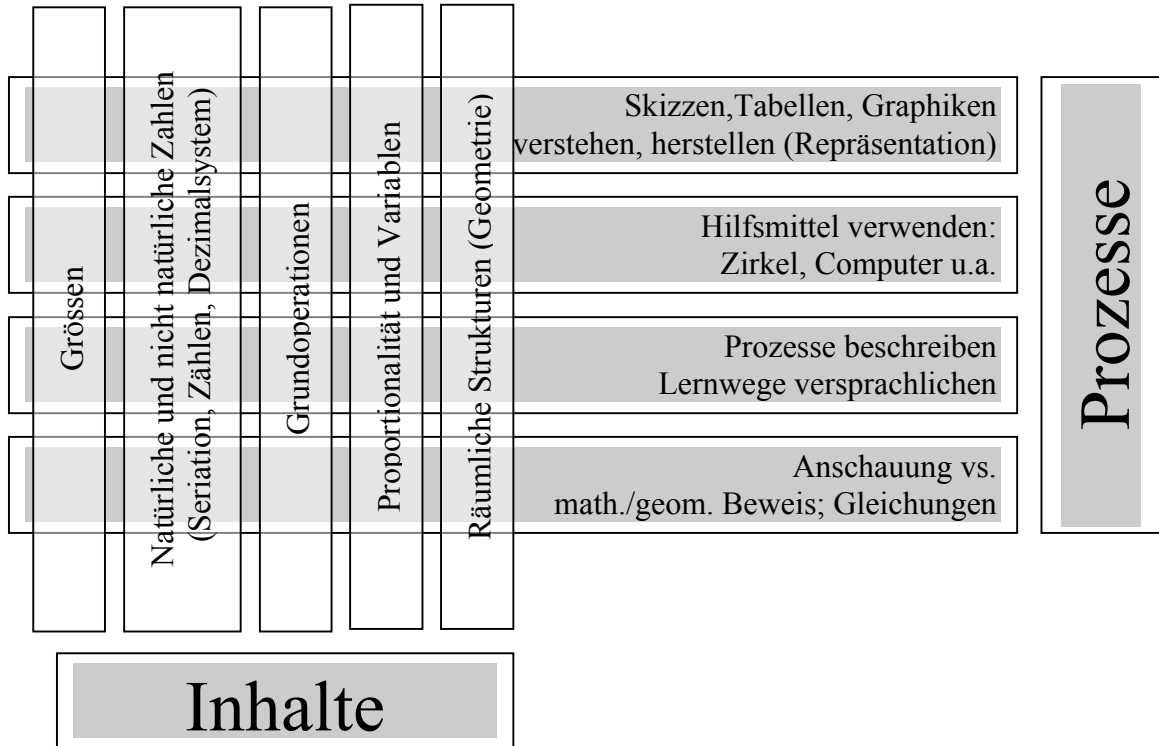 Grössen
Natürliche und nicht natürliche Zahlen
(Seriation, Zählen, Dezimalsystem)
Grundoperationen
Proportionalität und Variablen
Räumliche Strukturen (Geometrie)
Skizzen,Tabellen, Graphiken
verstehen, herstellen (Repräsentation)
Hilfsmittel verwenden:
Zirkel, Computer u.a.
Prozesse beschreiben
Lernwege versprachlichen
Anschauung vs.
math./geom. Beweis; Gleichungen
Prozesse
Inhalte